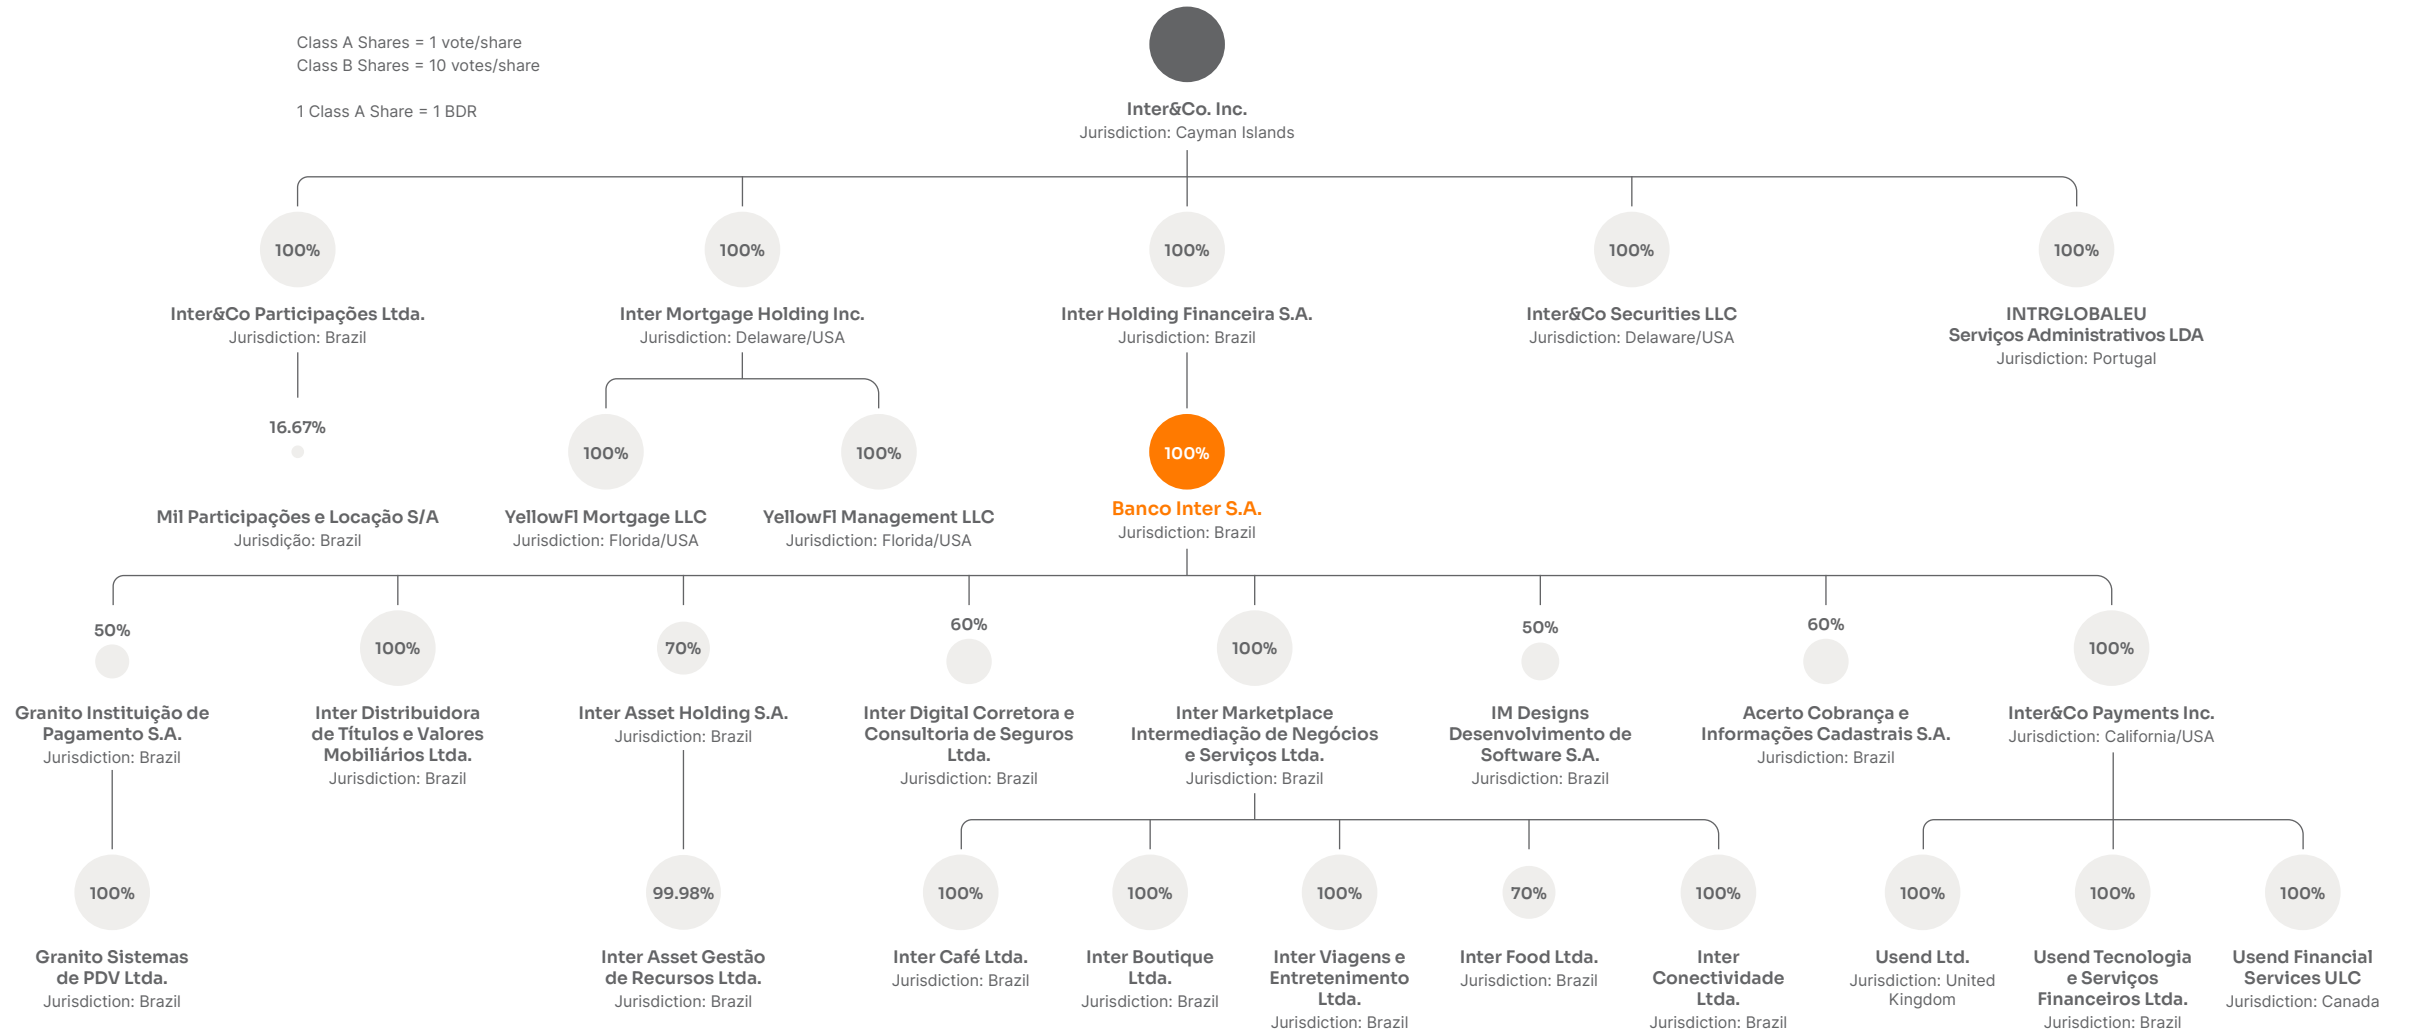 Class A Shares = 1 vote/share
Class B Shares = 10 votes/share
1 Class A Share = 1 BDR
Inter&Co. Inc.
Jurisdiction: Cayman Islands
100%
Inter&Co Participações Ltda.
Jurisdiction: Brazil
100%
Inter Mortgage Holding Inc.
Jurisdiction: Delaware/USA
100%
Inter Holding Financeira S.A.
Jurisdiction: Brazil
100%
Inter&Co Securities LLC
Jurisdiction: Delaware/USA
100%
INTRGLOBALEU
Serviços Administrativos LDA
Jurisdiction: Portugal
16.67%
Mil Participações e Locação S/A
Jurisdição: Brazil
100%
YellowFl Mortgage LLC
Jurisdiction: Florida/USA
100%
YellowFl Management LLC
Jurisdiction: Florida/USA
100%
Banco Inter S.A.
Jurisdiction: Brazil
50%
Granito Instituição de
Pagamento S.A.
Jurisdiction: Brazil
100%
Inter Distribuidora
de Títulos e Valores
Mobiliários Ltda.
Jurisdiction: Brazil
70%
Inter Asset Holding S.A.
Jurisdiction: Brazil
60%
Inter Digital Corretora e
Consultoria de Seguros
Ltda.
Jurisdiction: Brazil
100%
Inter Marketplace
Intermediação de Negócios
e Serviços Ltda.
Jurisdiction: Brazil
50%
IM Designs
Desenvolvimento de
Software S.A.
Jurisdiction: Brazil
60%
Acerto Cobrança e
Informações Cadastrais S.A.
Jurisdiction: Brazil
100%
Inter&Co Payments Inc.
Jurisdiction: California/USA
100%
Granito Sistemas
de PDV Ltda.
Jurisdiction: Brazil
99.98%
Inter Asset Gestão
de Recursos Ltda.
Jurisdiction: Brazil
100%
Inter Café Ltda.
Jurisdiction: Brazil
100%
Inter Boutique
Ltda.
Jurisdiction: Brazil
100%
Inter Viagens e
Entretenimento
Ltda.
Jurisdiction: Brazil
70%
Inter Food Ltda.
Jurisdiction: Brazil
100%
Inter
Conectividade
Ltda.
Jurisdiction: Brazil
100%
Usend Ltd.
Jurisdiction: United
Kingdom
100%
Usend Tecnologia
e Serviços
Financeiros Ltda.
Jurisdiction: Brazil
100%
Usend Financial
Services ULC
Jurisdiction: Canada